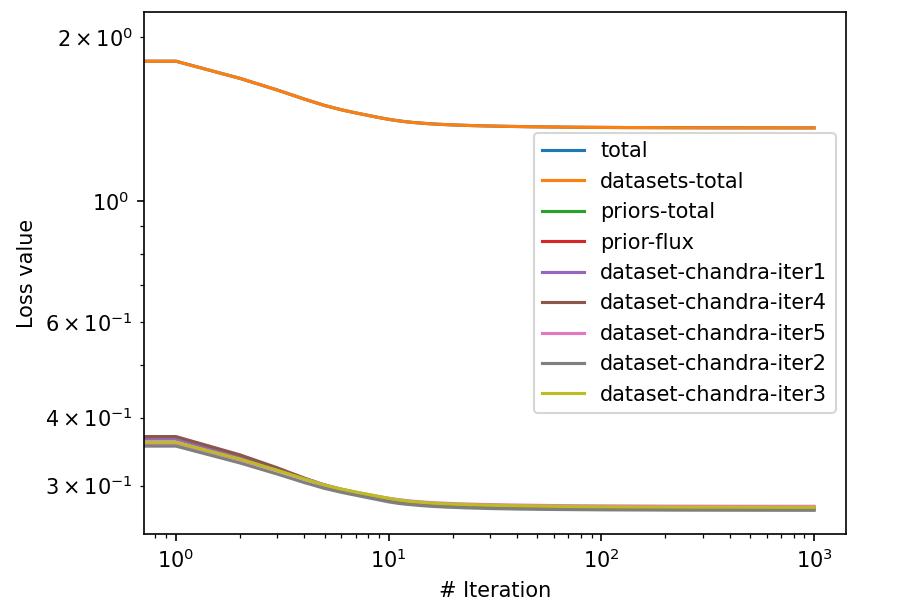 2 × 10⁰
10⁰
6 × 10⁻¹
4 × 10⁻¹
3 × 10⁻¹
Loss value
total
datasets-total
priors-total
prior-flux
dataset-chandra-iter1
dataset-chandra-iter4
dataset-chandra-iter5
dataset-chandra-iter2
dataset-chandra-iter3
10⁰
10¹
10²
10³
# Iteration